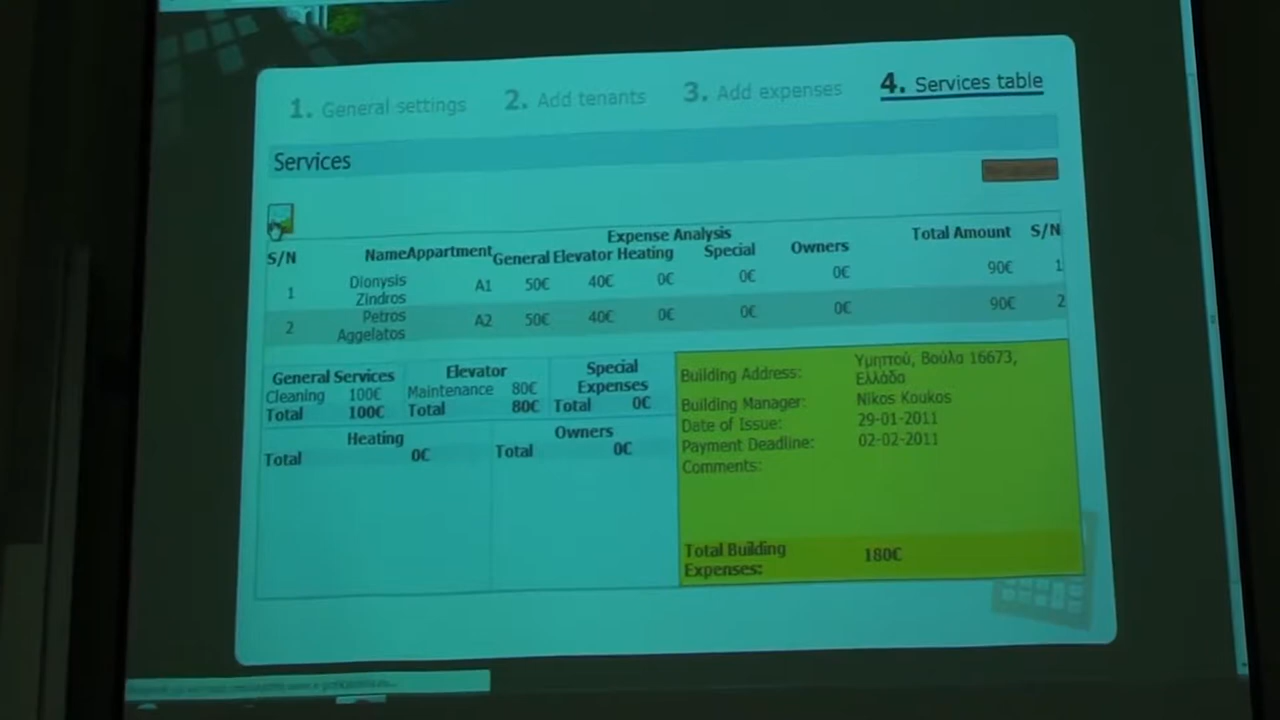 1. General settings 2. Add tenants 3. Add expenses 4. Services table
Services
Expense Analysis
S/N Name Appartment General Elevator Heating Special Owners Total Amount S/N
1 Dionysis Zindros A1 50€ 40€ 0€ 0€ 0€ 90€ 1
2 Petros Aggelatos A2 50€ 40€ 0€ 0€ 0€ 90€ 2
General Services
Cleaning 100€
Total 100€
Elevator
Maintenance 80€
Total 80€
Special
Expenses
Total 0€
Heating
Total 0€
Owners
Total 0€
Building Address: Υμηττού, Βούλα 16673,
Ελλάδα
Building Manager: Nikos Koukos
Date of Issue: 29-01-2011
Payment Deadline: 02-02-2011
Comments:
Total Building
Expenses: 180€